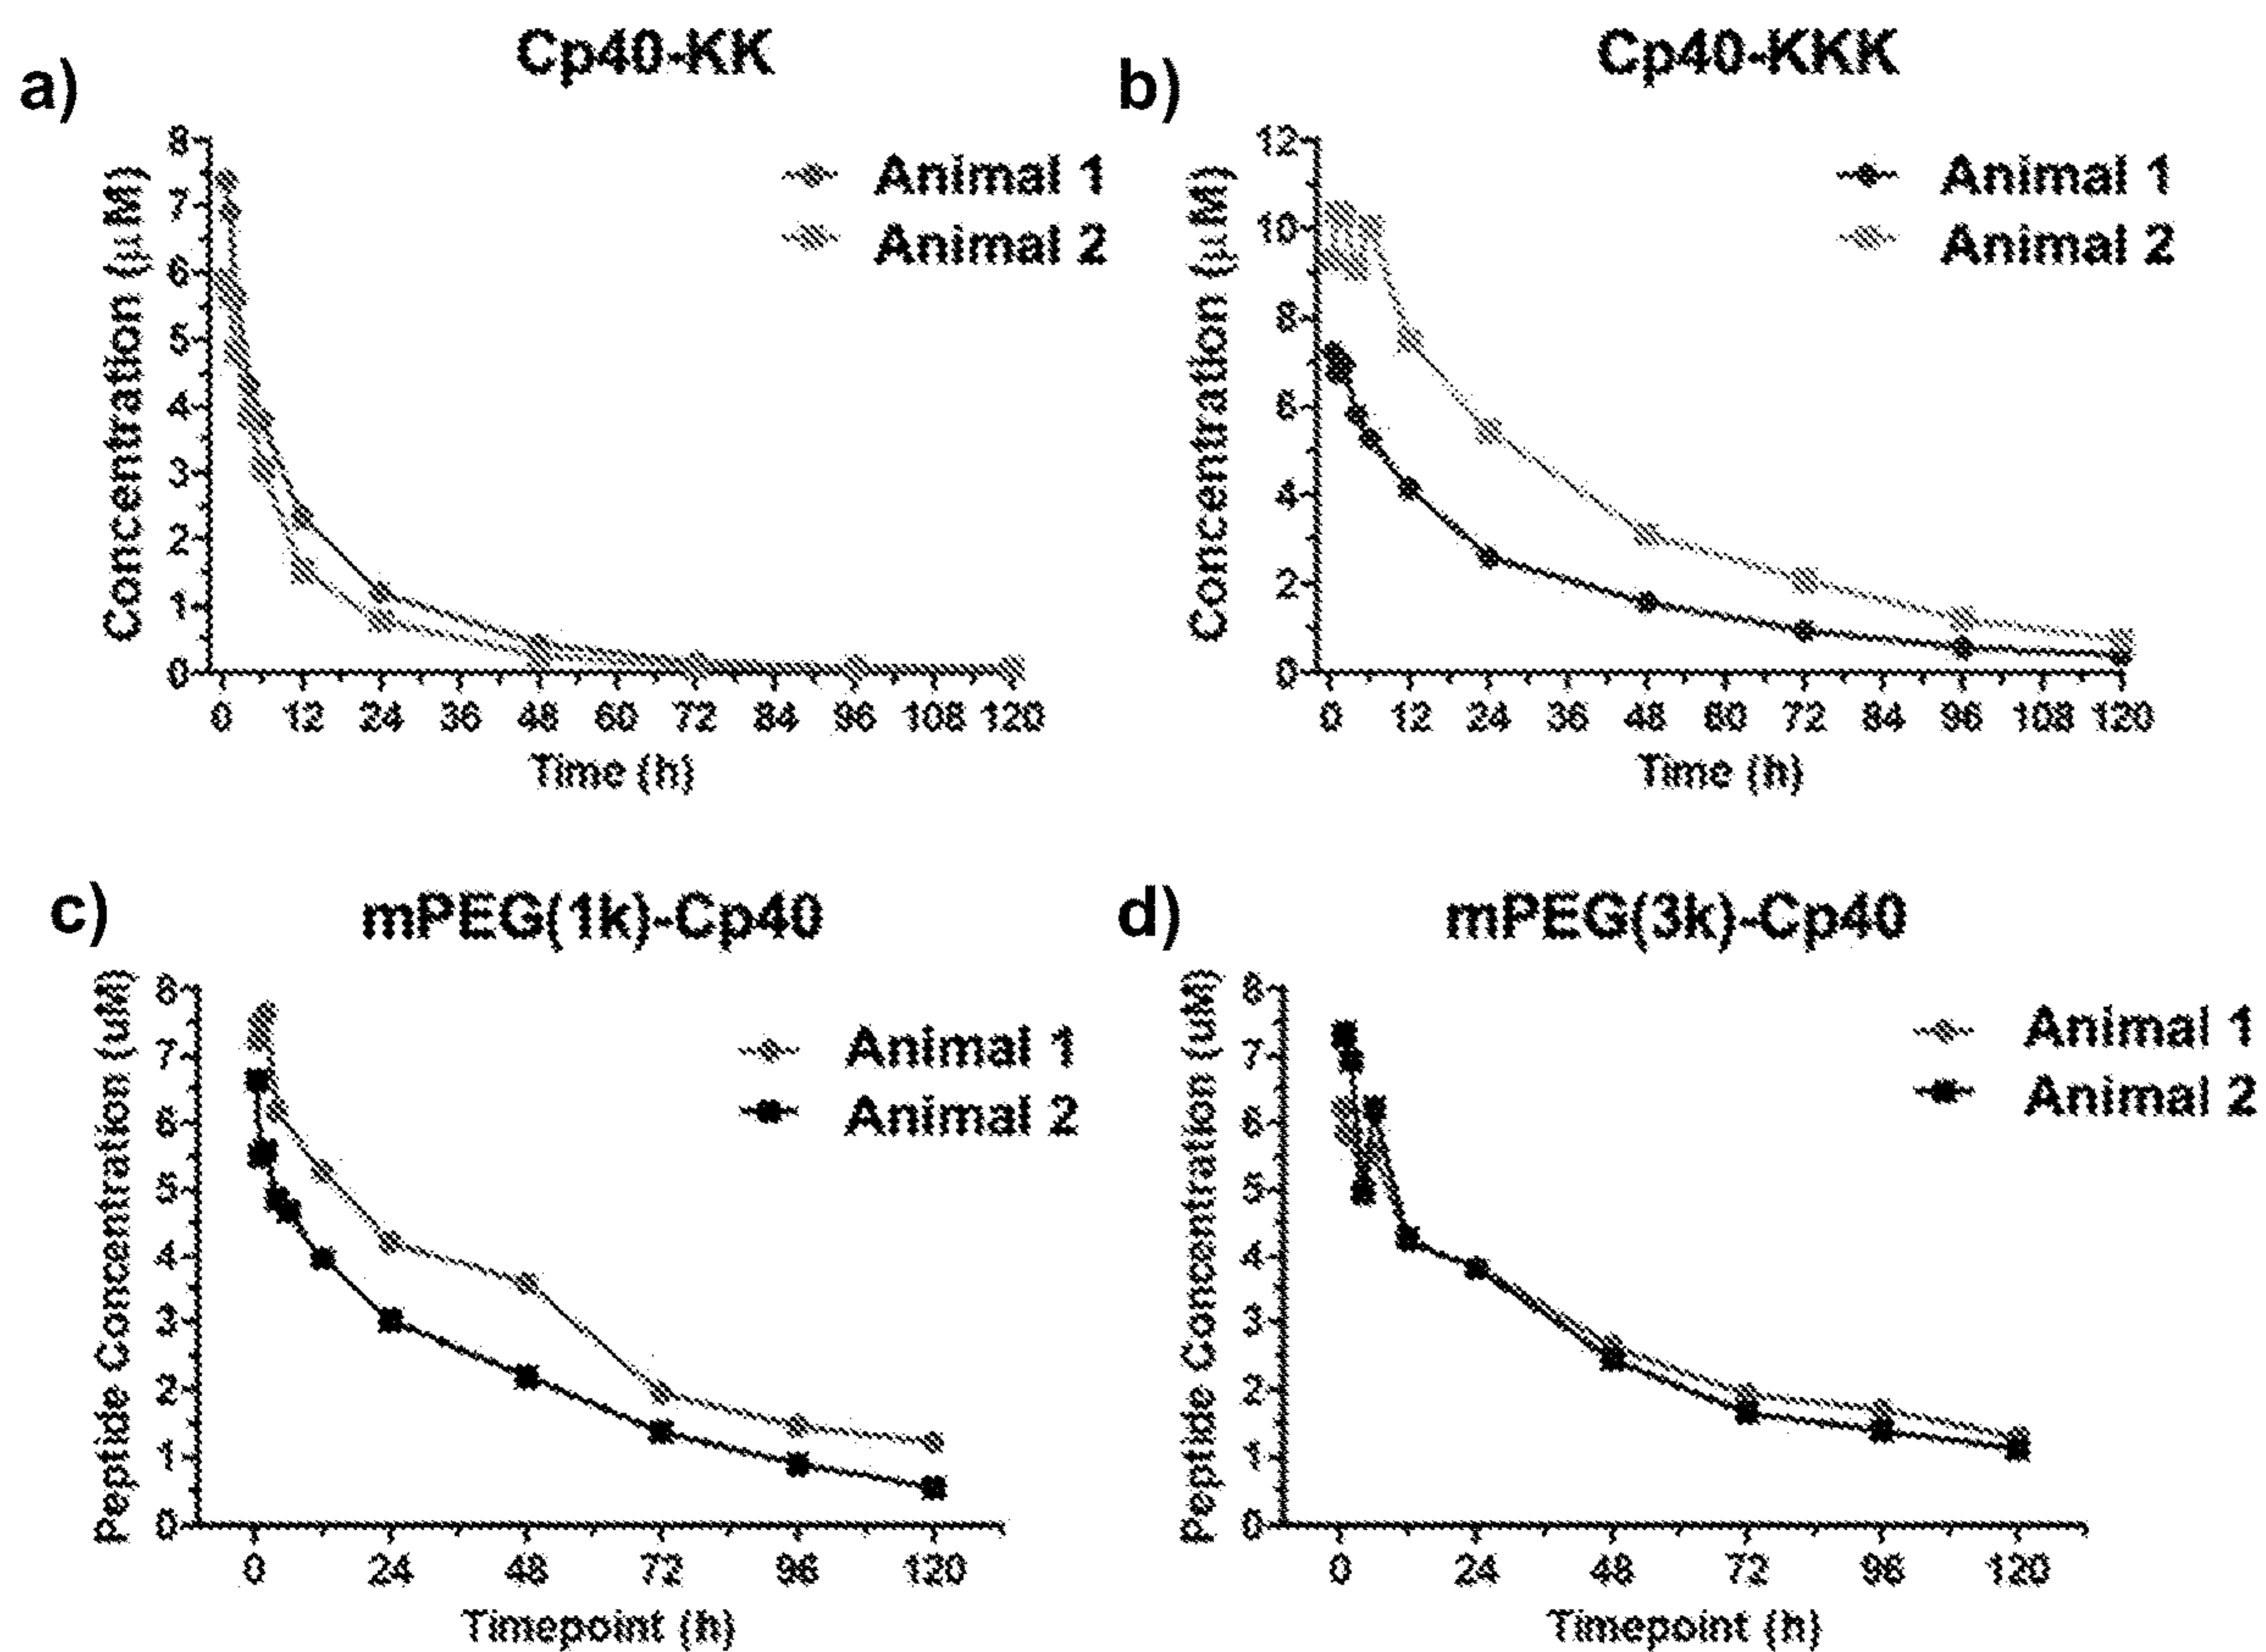 a)
Cp40-KK
Concentration (μM)
8
7
6
5
4
3
2
1
0
Animal 1
Animal 2
0 12 24 36 48 60 72 84 96 108 120
Time (h)
b)
Cp40-KKK
Concentration (μM)
12
10
8
6
4
2
0
Animal 1
Animal 2
0 12 24 36 48 60 72 84 96 108 120
Time (h)
c)
mPEG(1k)-Cp40
Peptide Concentration (uM)
8
7
6
5
4
3
2
1
0
Animal 1
Animal 2
0 24 48 72 96 120
Timepoint (h)
d)
mPEG(3k)-Cp40
Peptide Concentration (uM)
8
7
6
5
4
3
2
1
0
Animal 1
Animal 2
0 24 48 72 96 120
Timepoint (h)